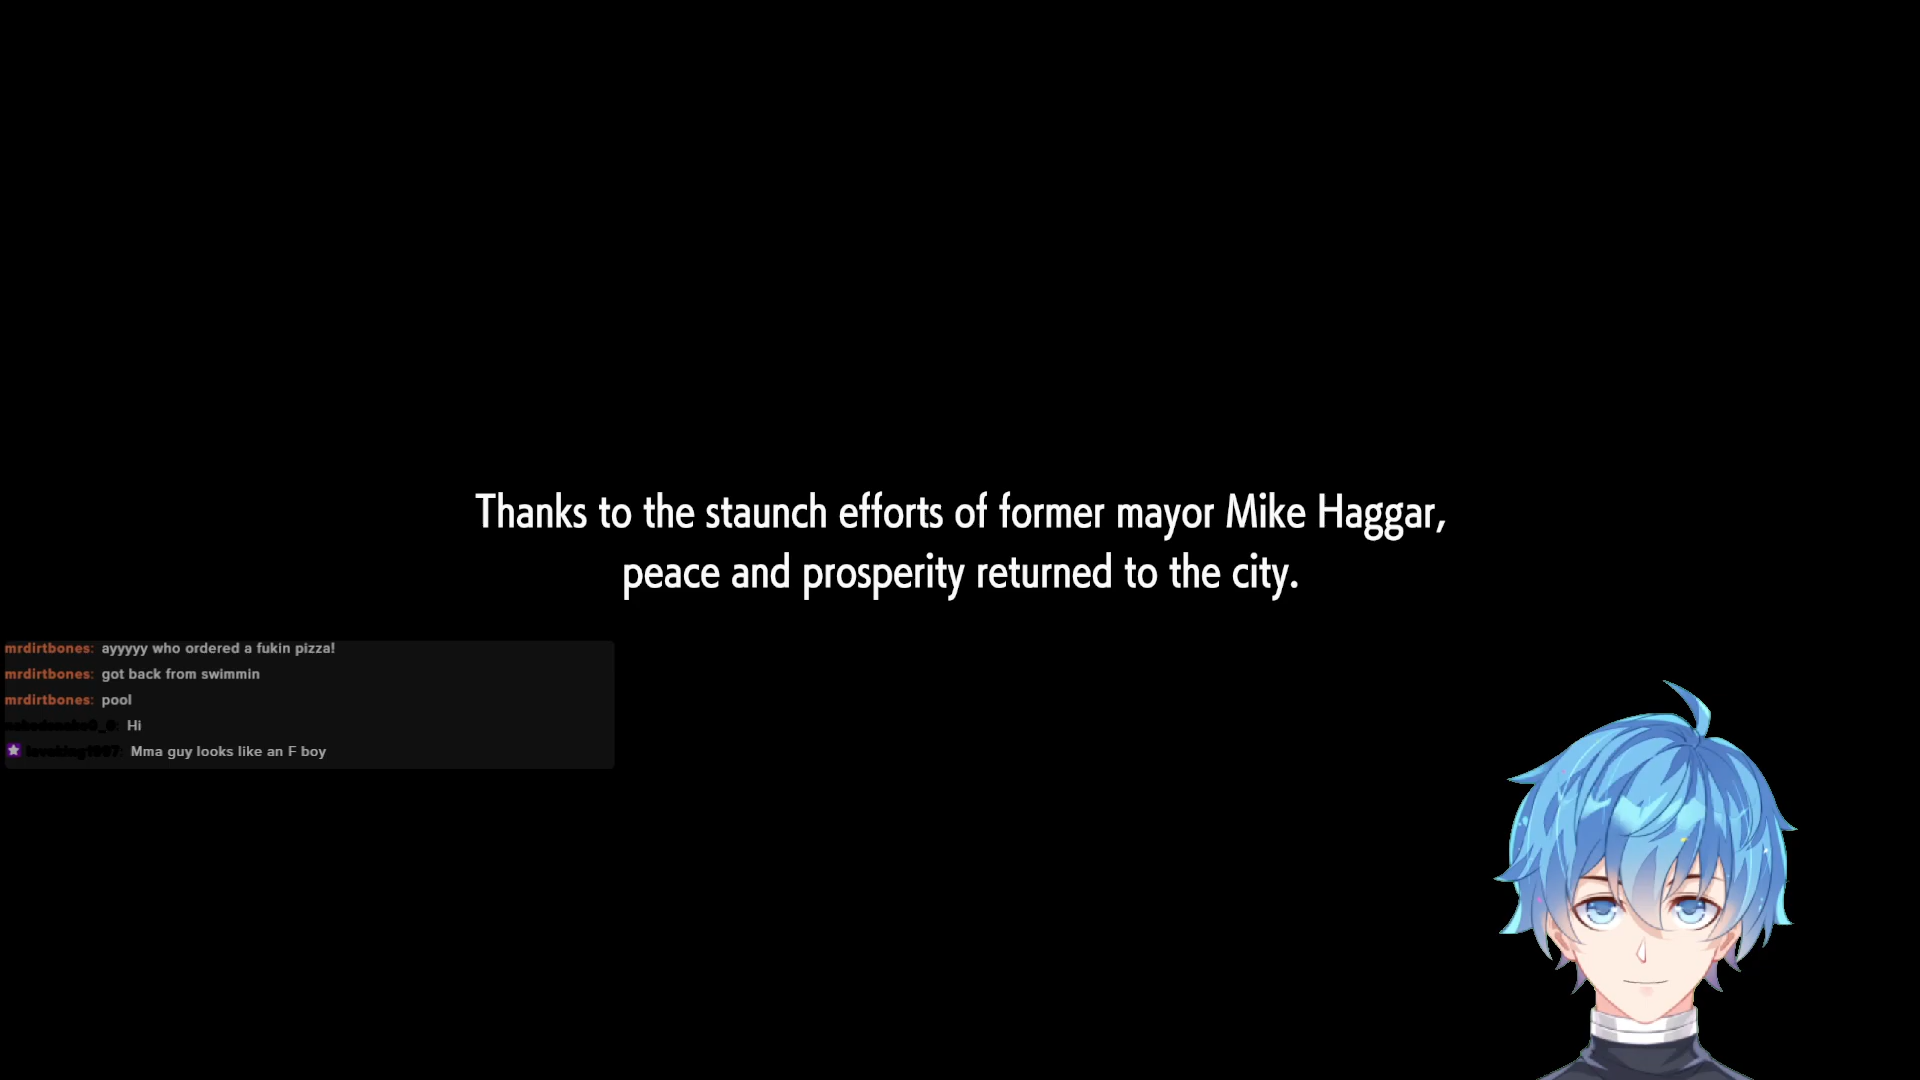 Thanks to the staunch efforts of former mayor Mike Haggar,
peace and prosperity returned to the city.
mrdirtbones: ayyyyy who ordered a fukin pizza!
mrdirtbones: got back from swimmin
mrdirtbones: pool
Hi
Mma guy looks like an F boy